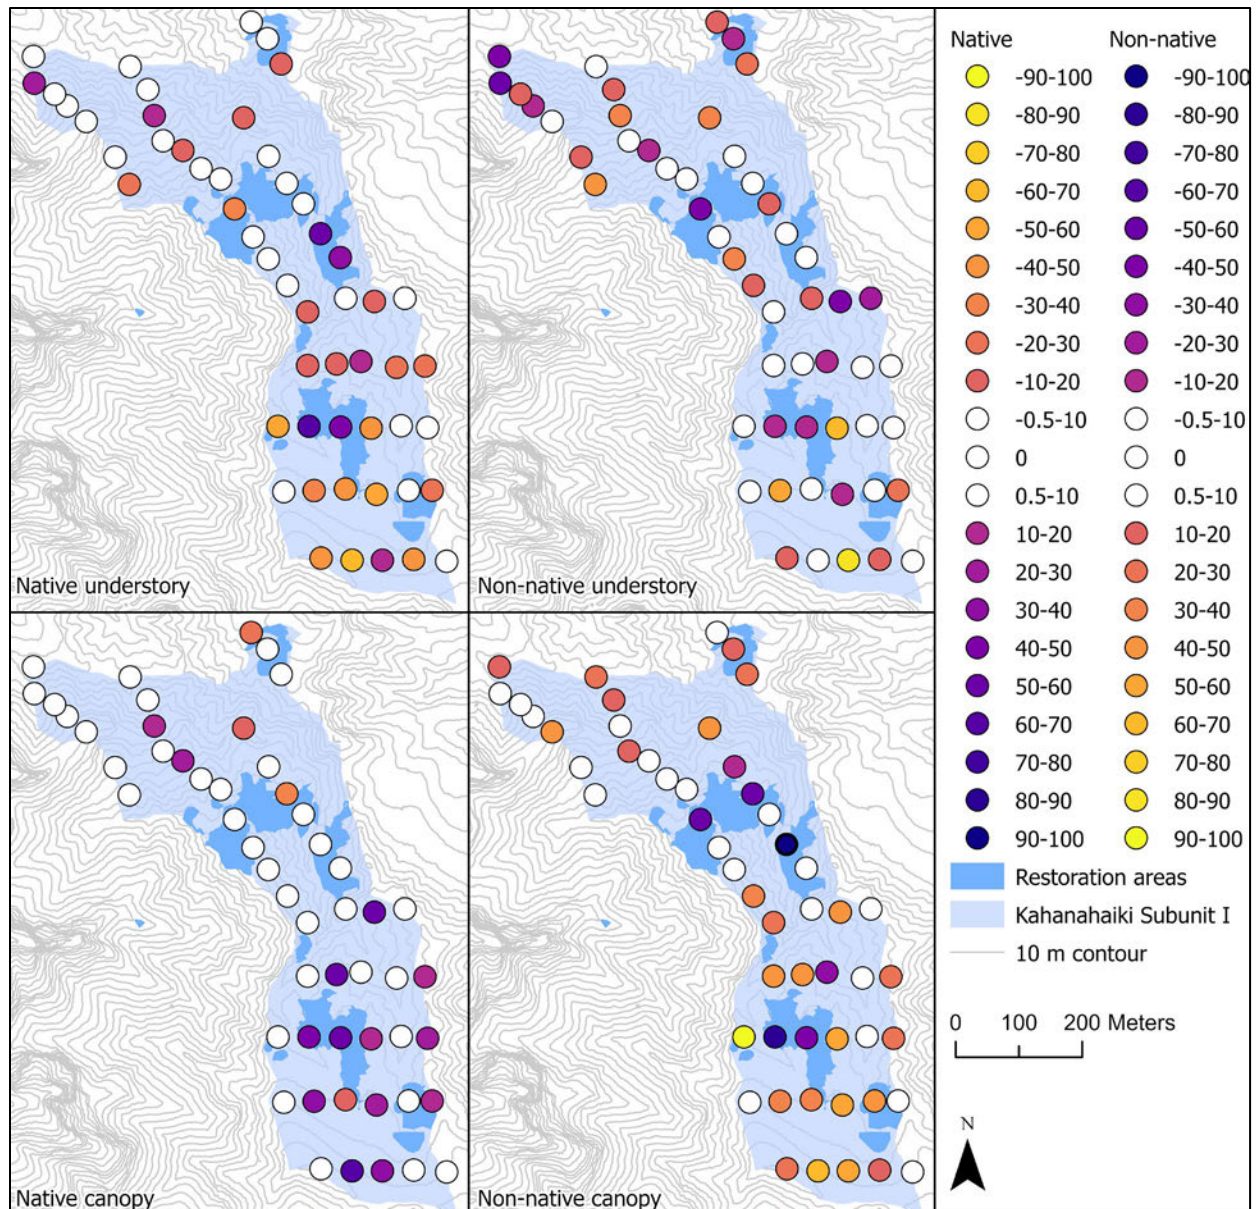 Native Non-native
-90-100 -90-100
-80-90 -80-90
-70-80 -70-80
-60-70 -60-70
-50-60 -50-60
-40-50 -40-50
-30-40 -30-40
-20-30 -20-30
-10-20 -10-20
-0.5-10 -0.5-10
0 0
0.5-10 0.5-10
10-20 10-20
20-30 20-30
30-40 30-40
40-50 40-50
50-60 50-60
60-70 60-70
70-80 70-80
80-90 80-90
90-100 90-100
Restoration areas
Kahanahaiki Subunit I
10 m contour
0 100 200 Meters
N
Native understory
Non-native understory
Native canopy
Non-native canopy